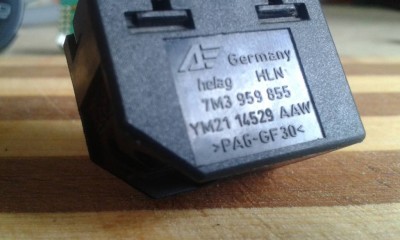 Germany
helag HLN
7M3 959 855
YM21 14529 AAW
>PA6-GF30<